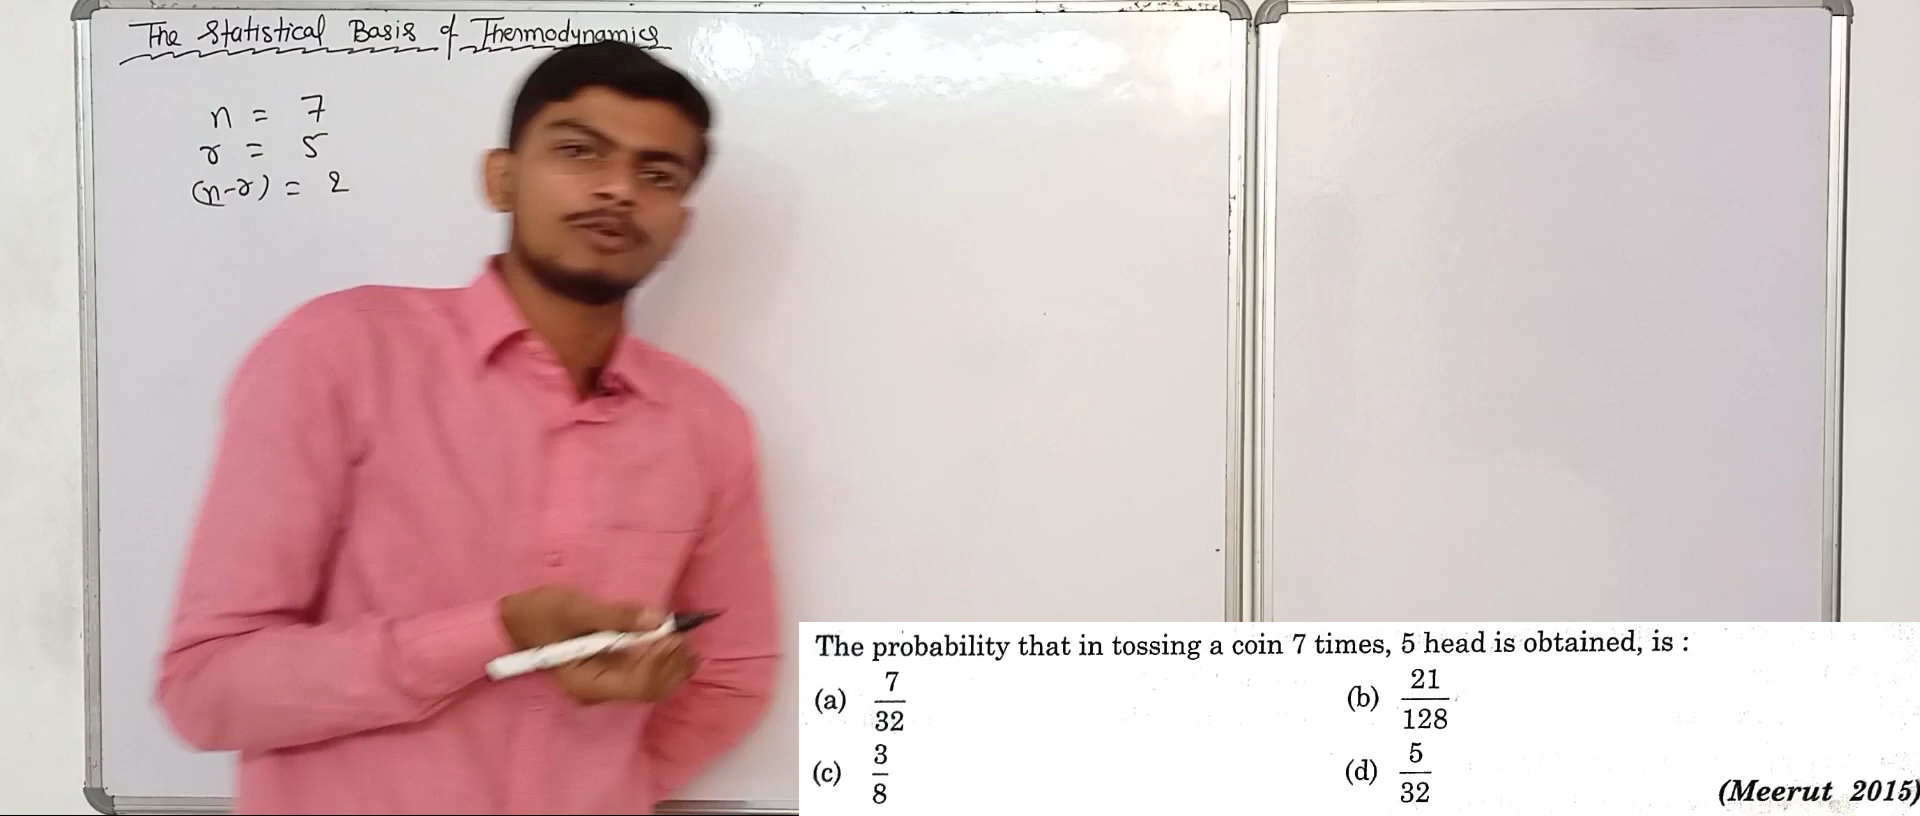 The Statistical Basis of Thermodynamics
n = 7
r = 5
(n-r) = 2
The probability that in tossing a coin 7 times, 5 head is obtained, is :
(a) 7/32 (b) 21/128
(c) 3/8 (d) 5/32
(Meerut 2015)